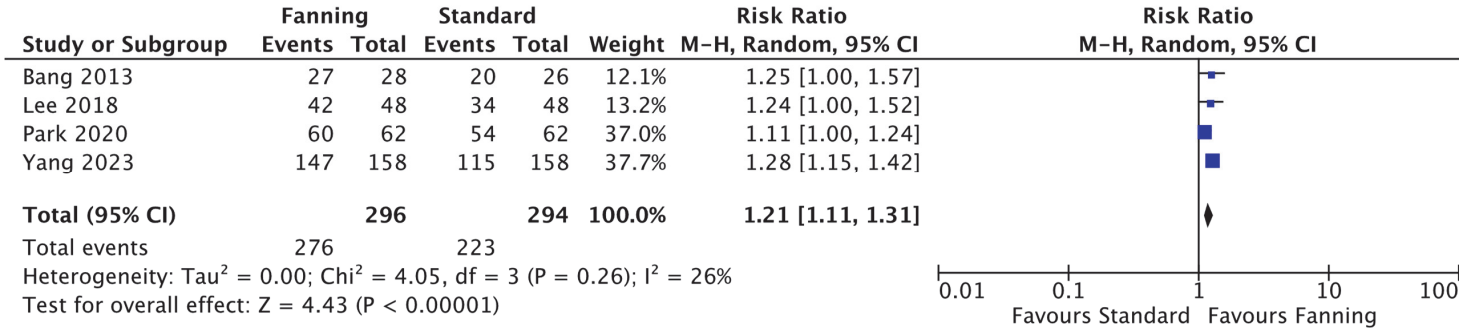 Fanning Standard Risk Ratio Risk Ratio
Study or Subgroup Events Total Events Total Weight M-H, Random, 95% CI M-H, Random, 95% CI
Bang 2013 27 28 20 26 12.1% 1.25 [1.00, 1.57]
Lee 2018 42 48 34 48 13.2% 1.24 [1.00, 1.52]
Park 2020 60 62 54 62 37.0% 1.11 [1.00, 1.24]
Yang 2023 147 158 115 158 37.7% 1.28 [1.15, 1.42]
Total (95% CI) 296 294 100.0% 1.21 [1.11, 1.31]
Total events 276 223
Heterogeneity: Tau² = 0.00; Chi² = 4.05, df = 3 (P = 0.26); I² = 26%
Test for overall effect: Z = 4.43 (P < 0.00001)
0.01 0.1 1 10 100
Favours Standard Favours Fanning